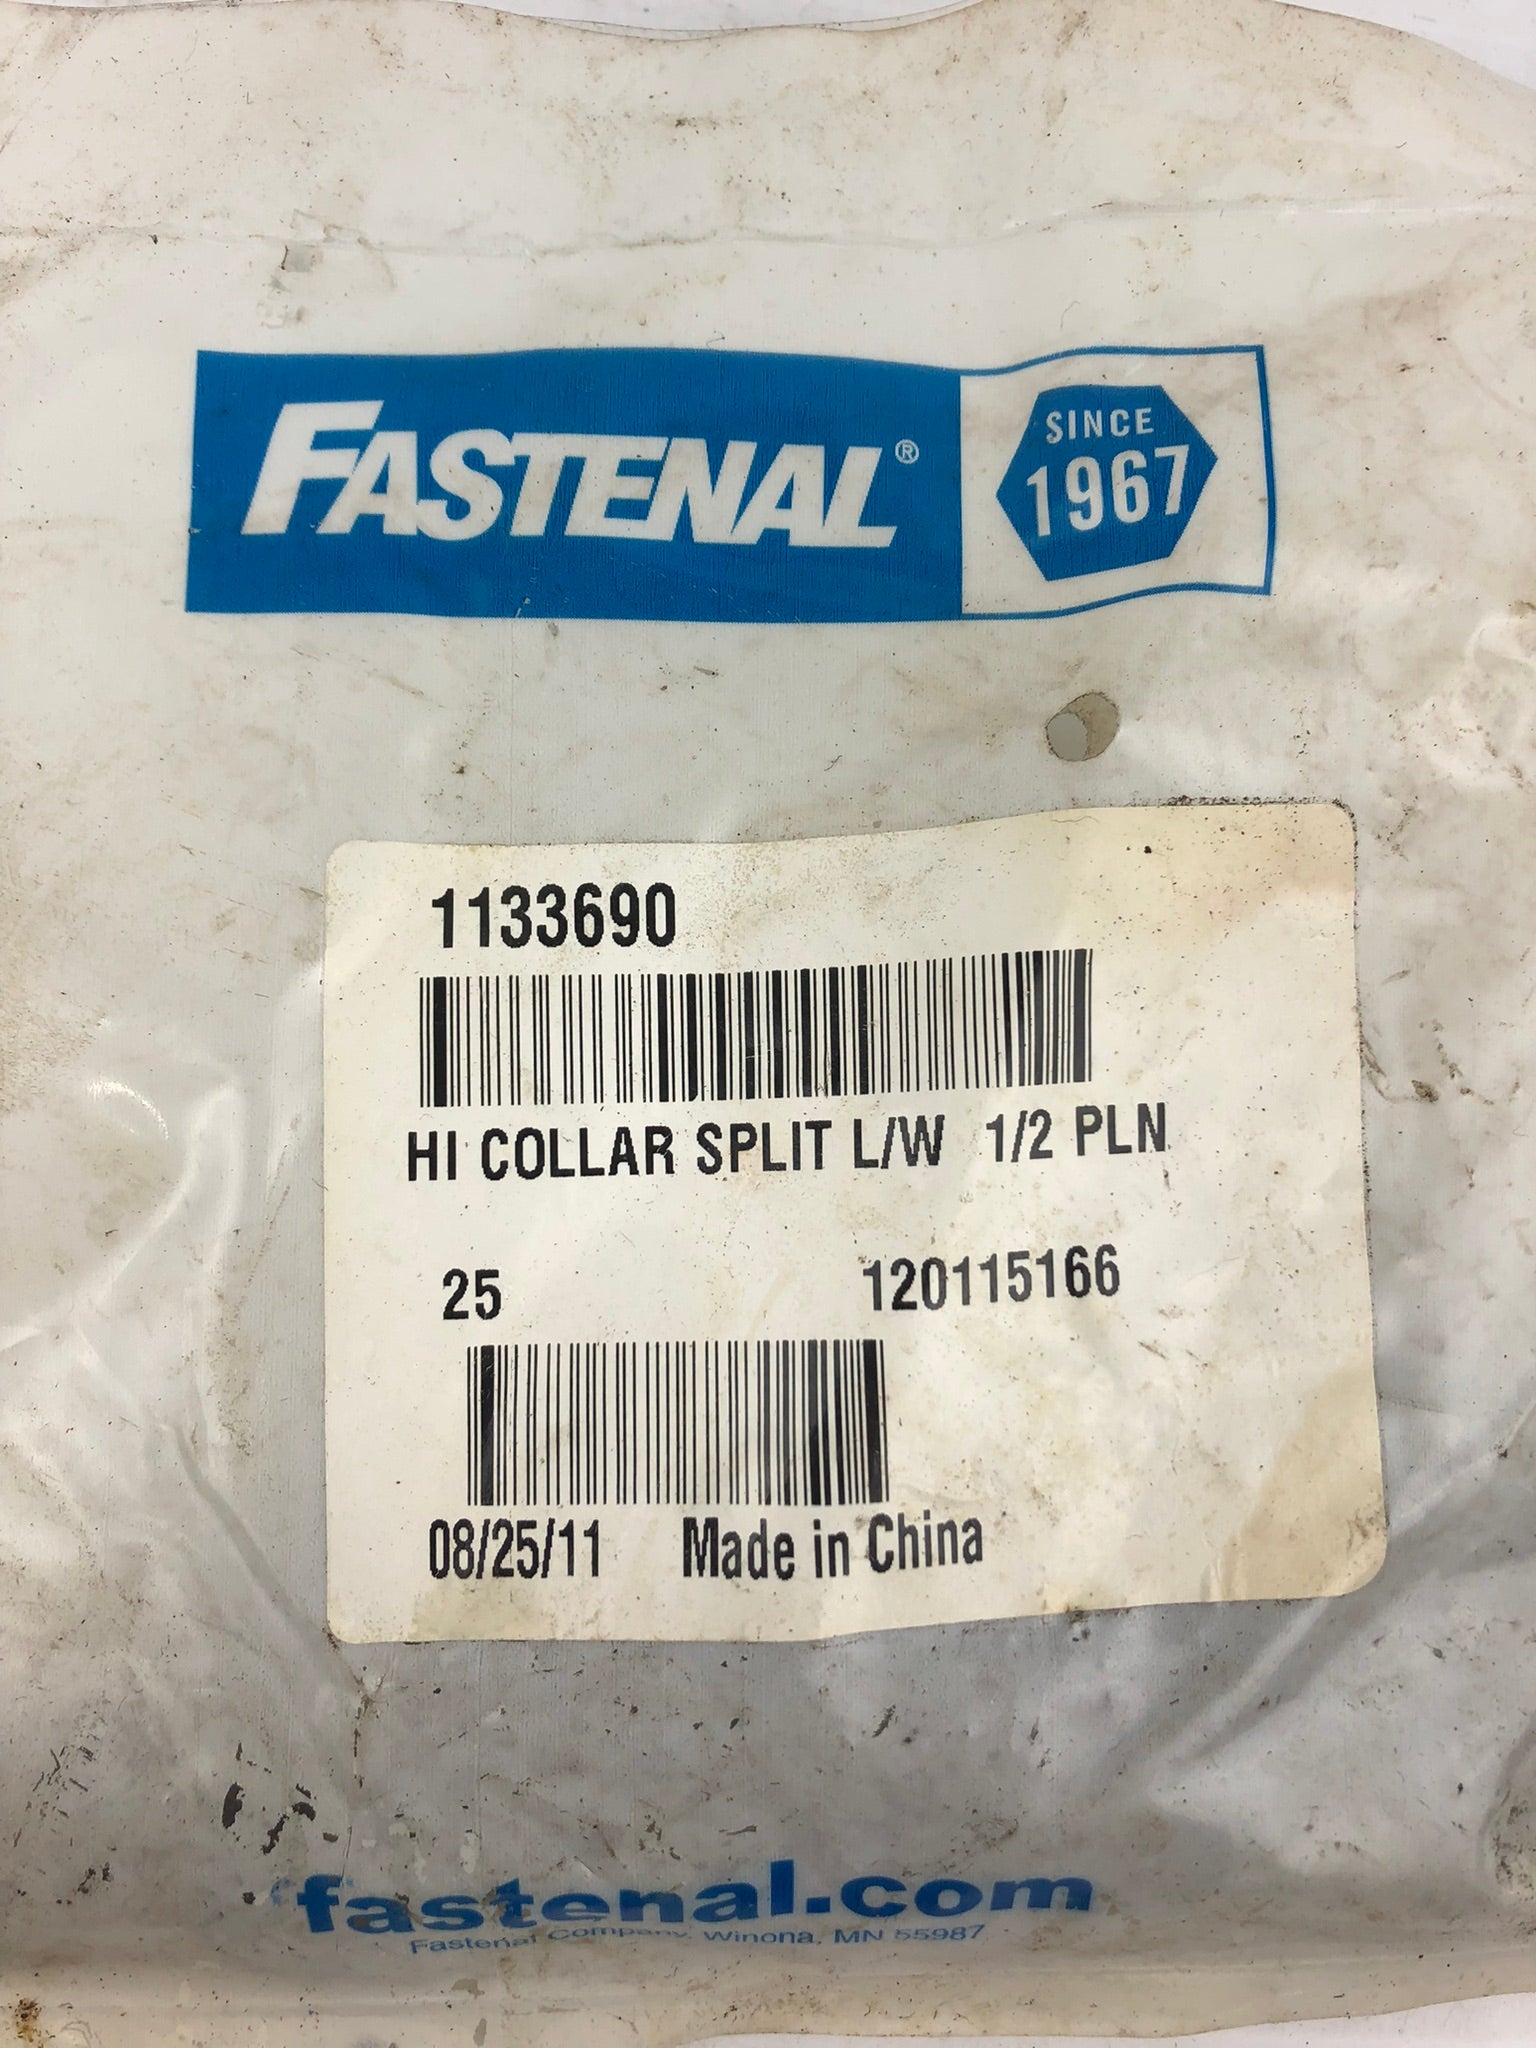 FASTENAL®
SINCE
1967
1133690
HI COLLAR SPLIT L/W 1/2 PLN
25 120115166
08/25/11 Made in China
fastenal.com
Fastenal Company, Winona, MN 55987